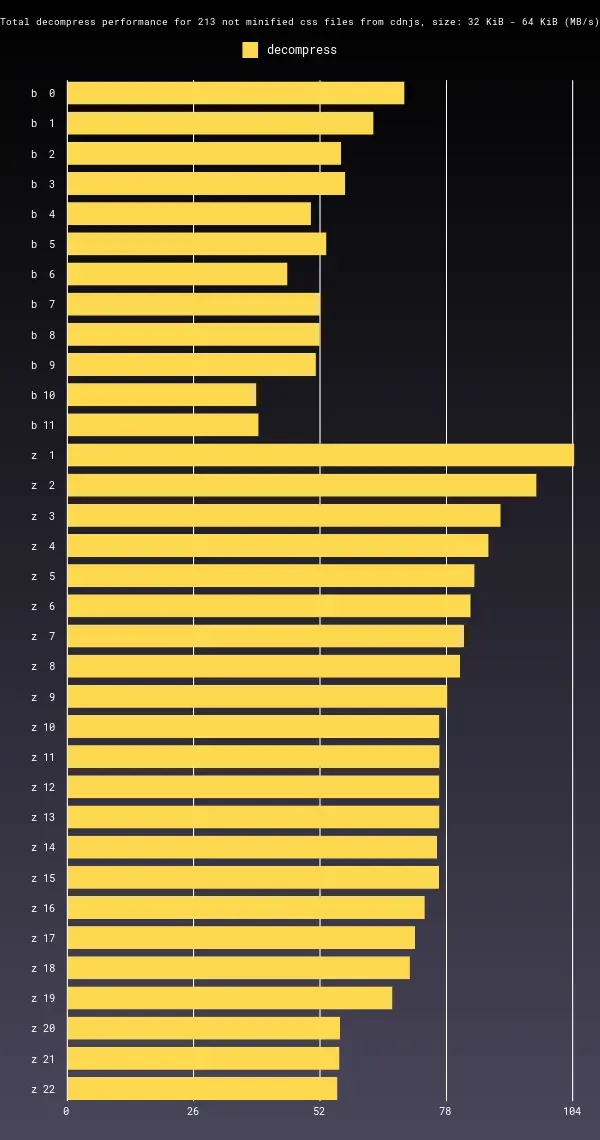 Total decompress performance for 213 not minified css files from cdnjs, size: 32 KiB - 64 KiB (MB/s)
decompress
b 0
b 1
b 2
b 3
b 4
b 5
b 6
b 7
b 8
b 9
b 10
b 11
z 1
z 2
z 3
z 4
z 5
z 6
z 7
z 8
z 9
z 10
z 11
z 12
z 13
z 14
z 15
z 16
z 17
z 18
z 19
z 20
z 21
z 22
0 26 52 78 104